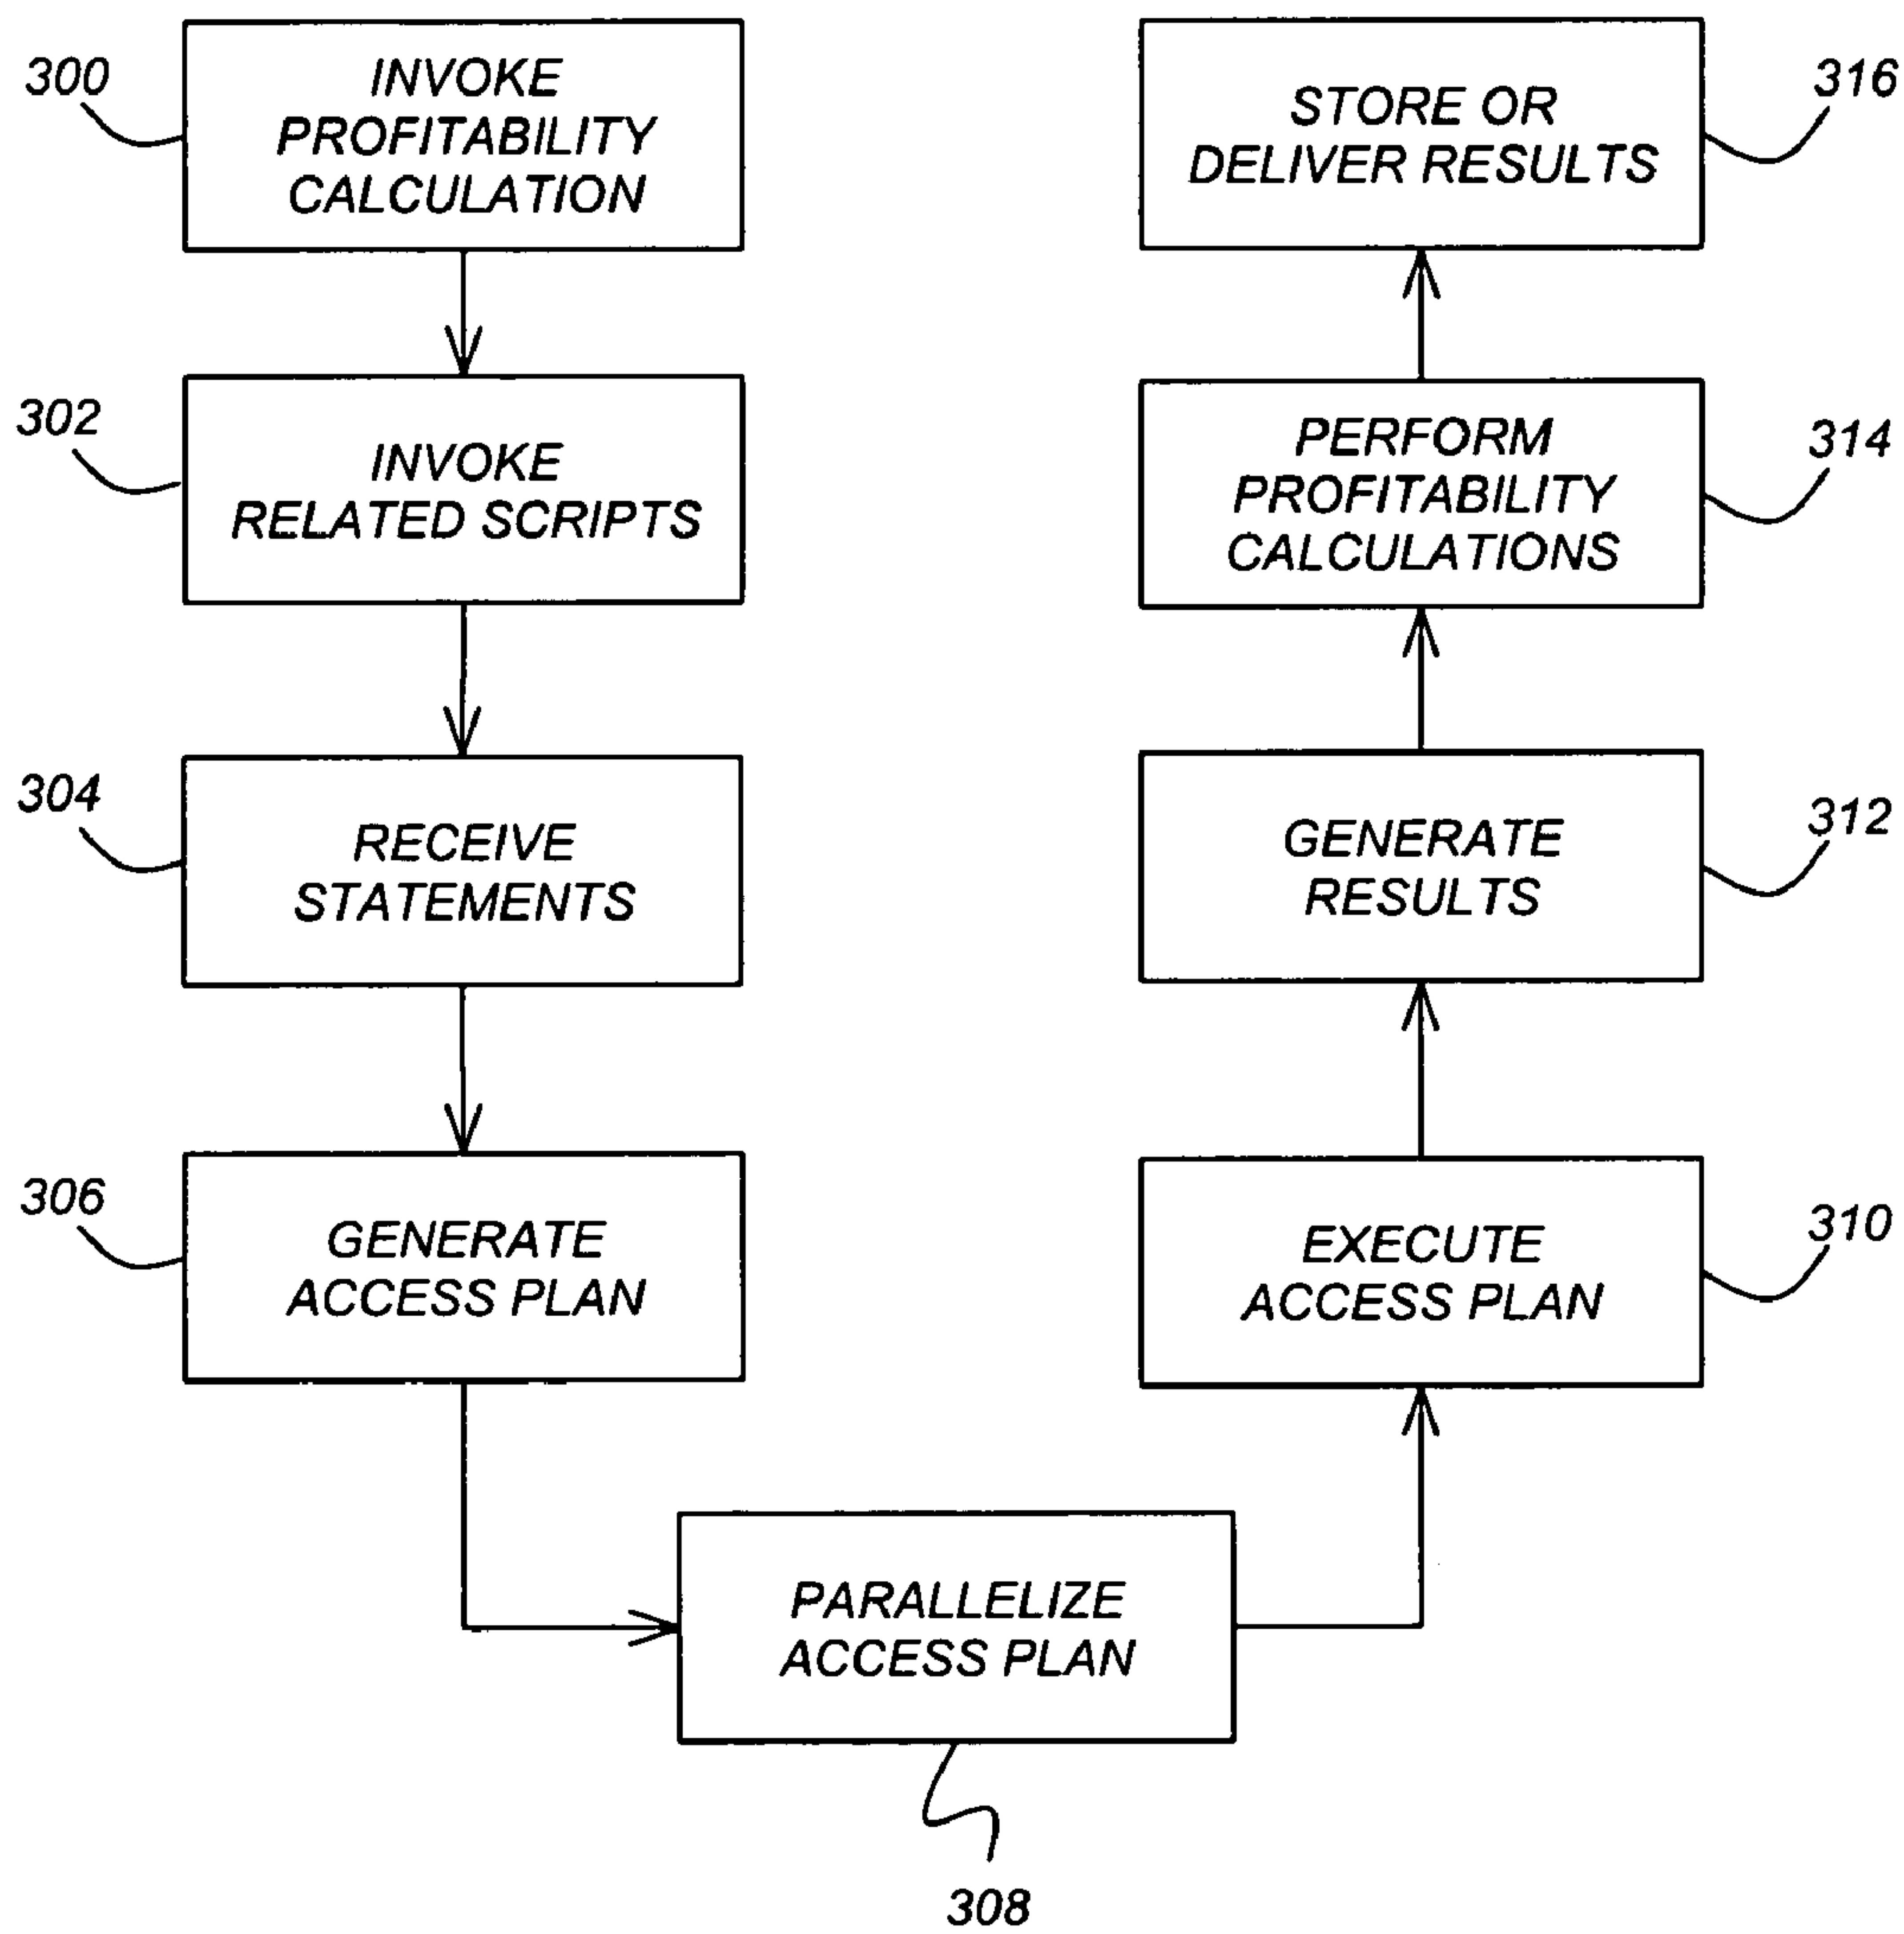 300
INVOKE
PROFITABILITY
CALCULATION
302
INVOKE
RELATED SCRIPTS
304
RECEIVE
STATEMENTS
306
GENERATE
ACCESS PLAN
PARALLELIZE
ACCESS PLAN
308
EXECUTE
ACCESS PLAN
310
GENERATE
RESULTS
312
PERFORM
PROFITABILITY
CALCULATIONS
314
STORE OR
DELIVER RESULTS
316